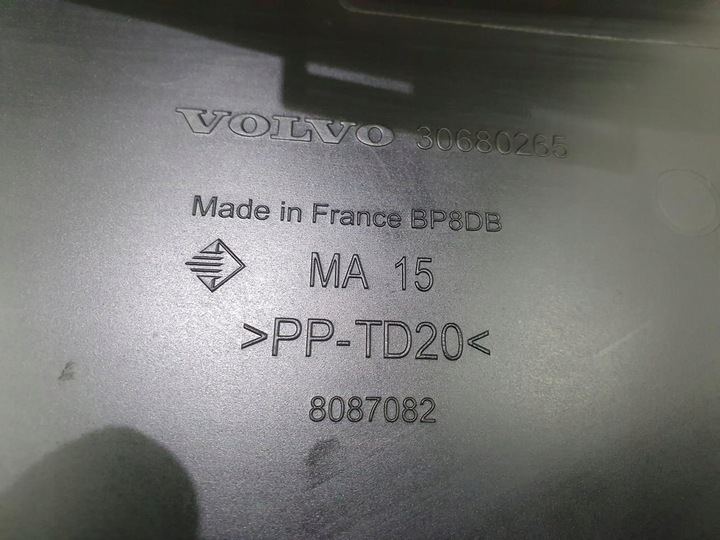 VOLVO 30680265
Made in France BP8DB
MA 15
>PP-TD20<
8087082